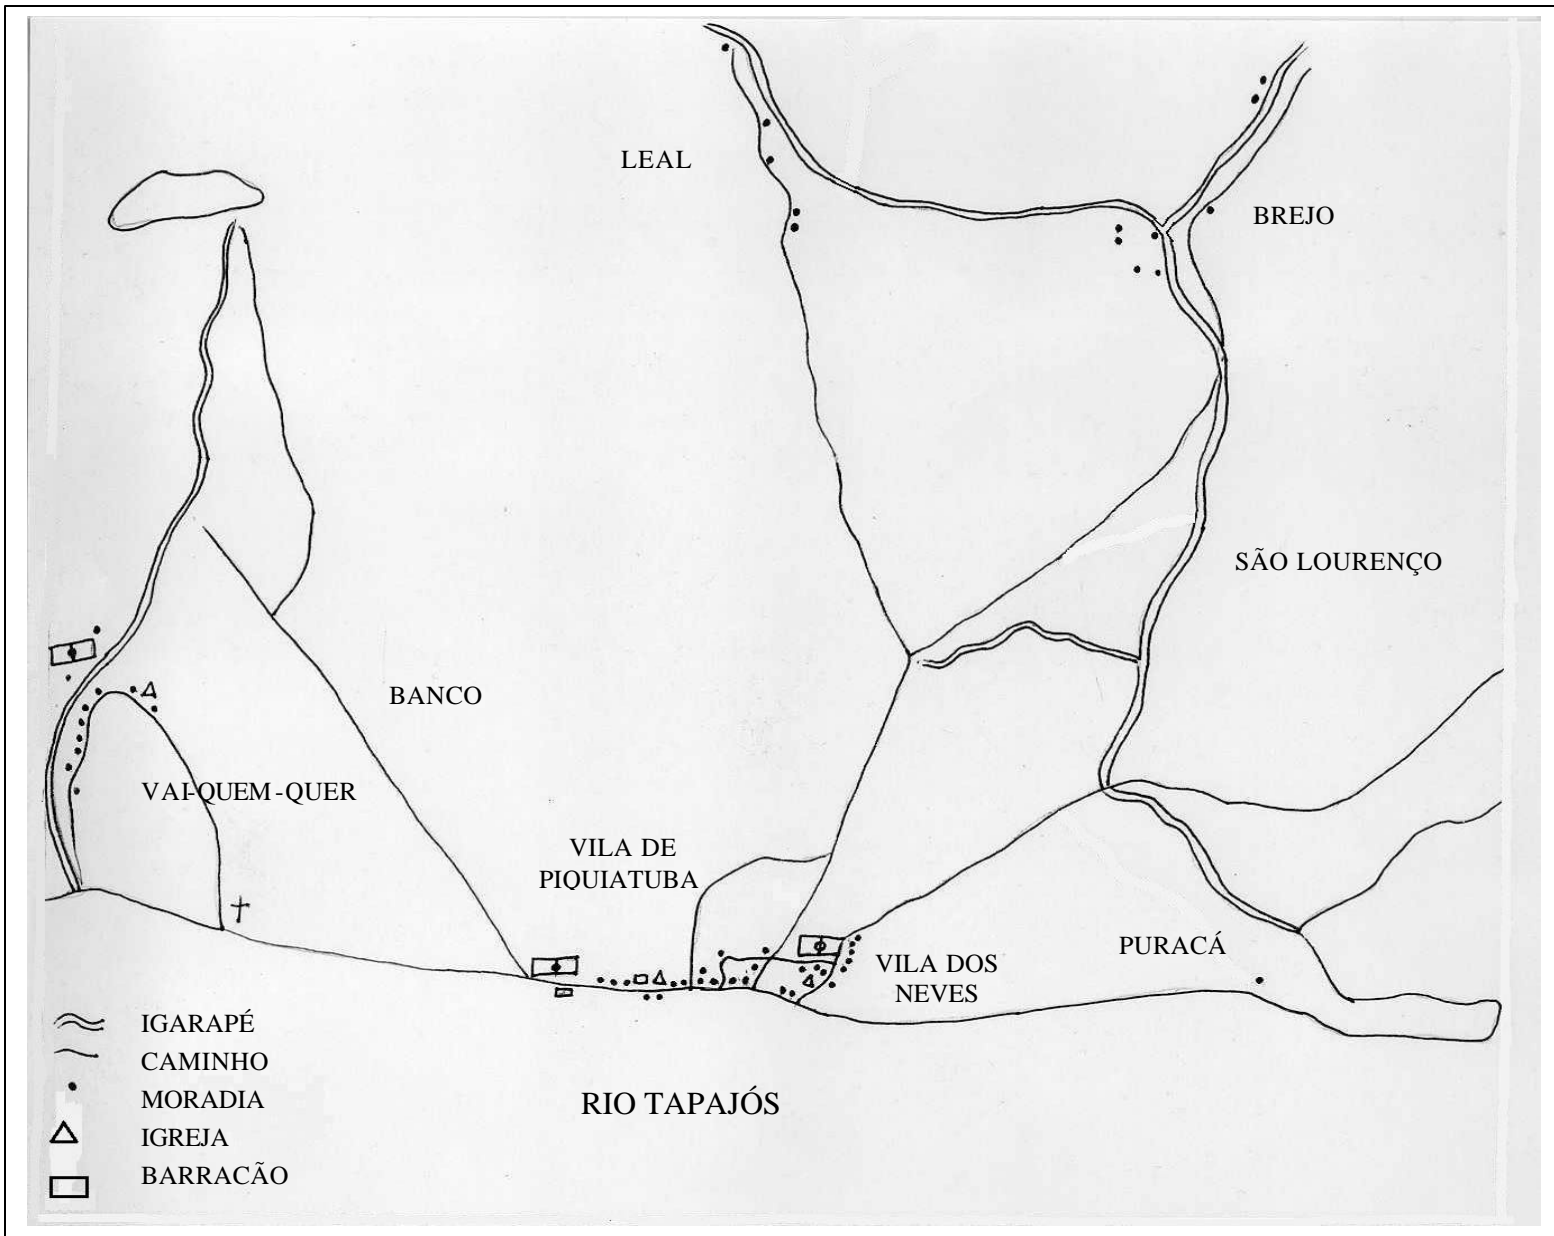 LEAL
BREJO
SÃO LOURENÇO
BANCO
VAI-QUEM-QUER
VILA DE
PIQUIATUBA
PURACÁ
VILA DOS
NEVES
IGARAPÉ
CAMINHO
MORADIA
IGREJA
BARRACÃO
RIO TAPAJÓS